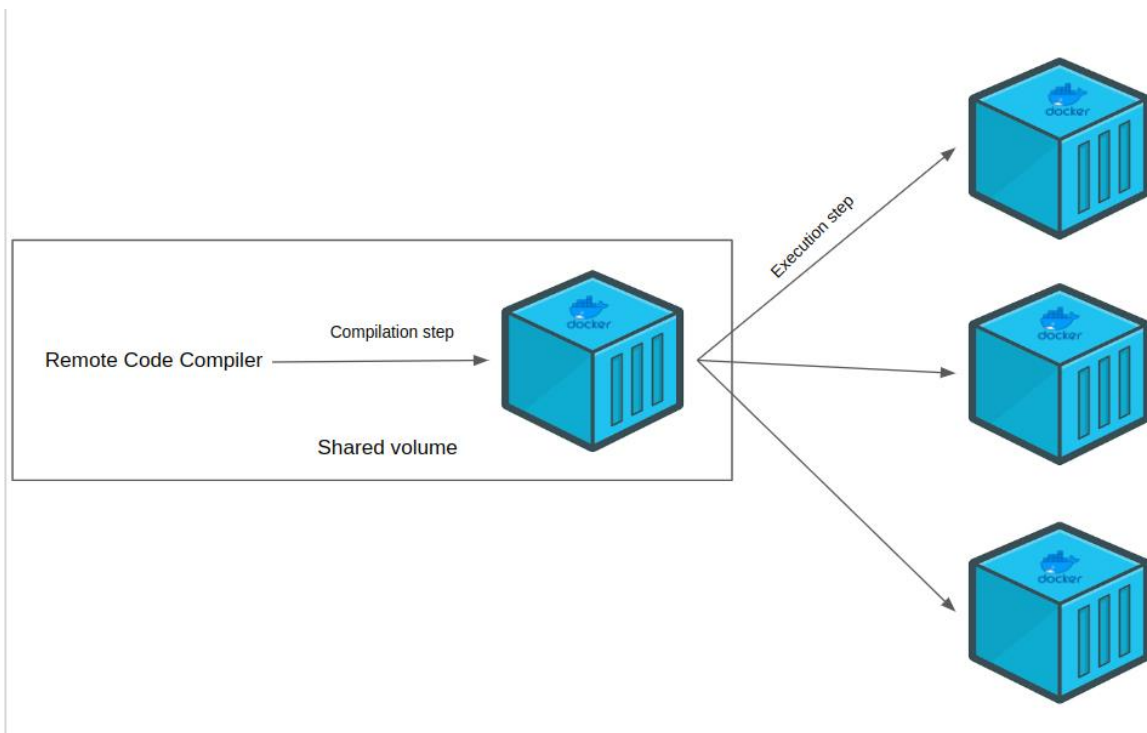 docker
Execution step
docker
Compilation step
docker
Remote Code Compiler
Shared volume
docker